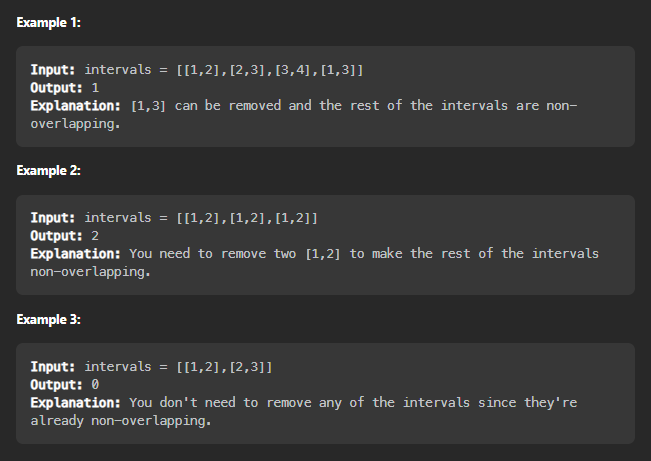 Example 1:
Input: intervals = [[1,2],[2,3],[3,4],[1,3]]
Output: 1
Explanation: [1,3] can be removed and the rest of the intervals are non-
overlapping.
Example 2:
Input: intervals = [[1,2],[1,2],[1,2]]
Output: 2
Explanation: You need to remove two [1,2] to make the rest of the intervals
non-overlapping.
Example 3:
Input: intervals = [[1,2],[2,3]]
Output: 0
Explanation: You don't need to remove any of the intervals since they're
already non-overlapping.